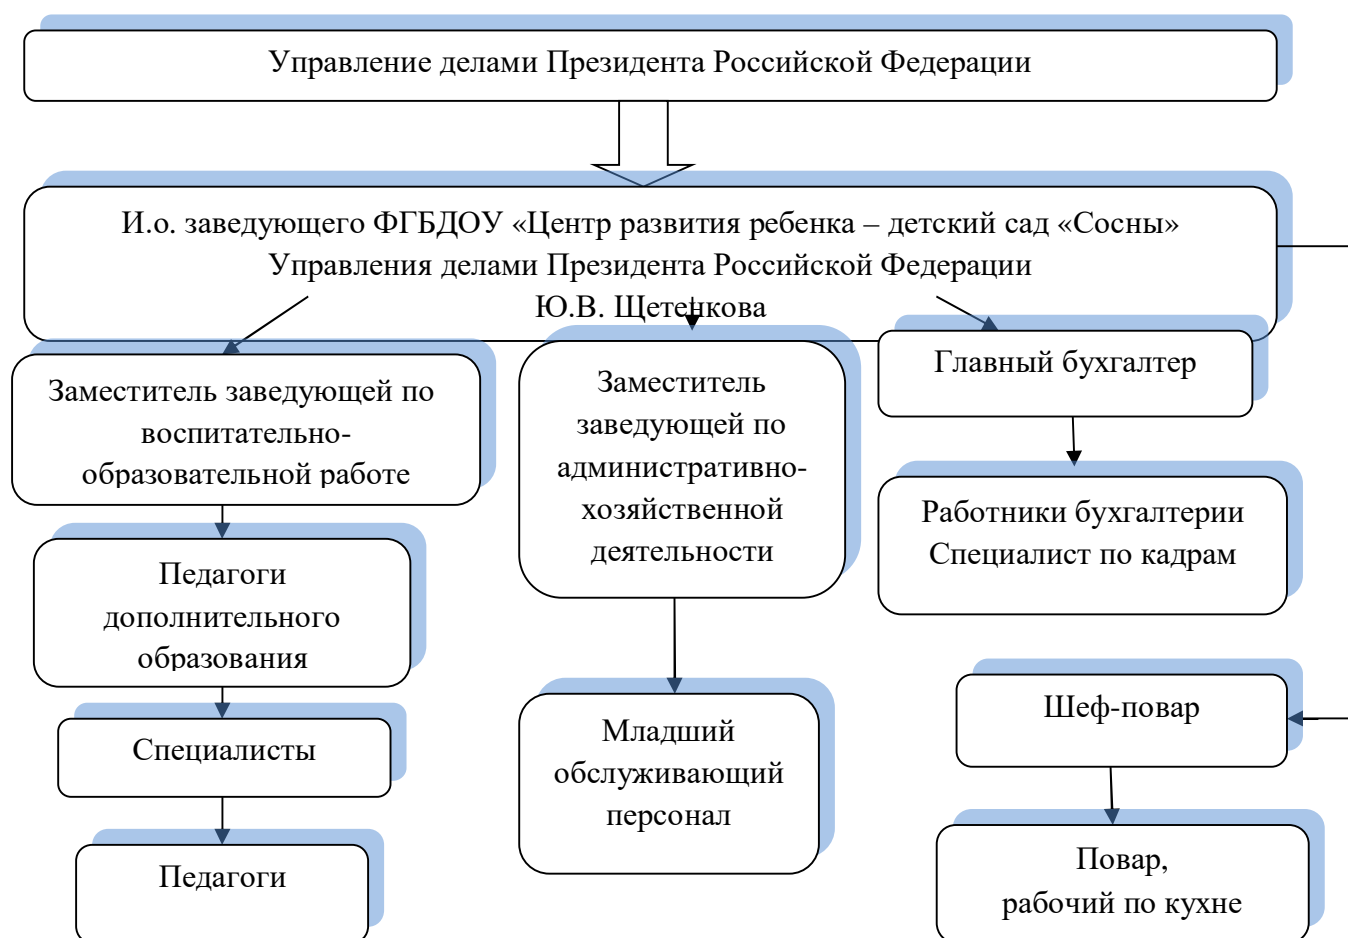 Управление делами Президента Российской Федерации
И.о. заведующего ФГБДОУ «Центр развития ребенка – детский сад «Сосны»
Управления делами Президента Российской Федерации
Ю.В. Щетенкова
Заместитель заведующей по
воспитательно-
образовательной работе
Педагоги
дополнительного
образования
Специалисты
Педагоги
Заместитель
заведующей по
административно-
хозяйственной
деятельности
Младший
обслуживающий
персонал
Главный бухгалтер
Работники бухгалтерии
Специалист по кадрам
Шеф-повар
Повар,
рабочий по кухне